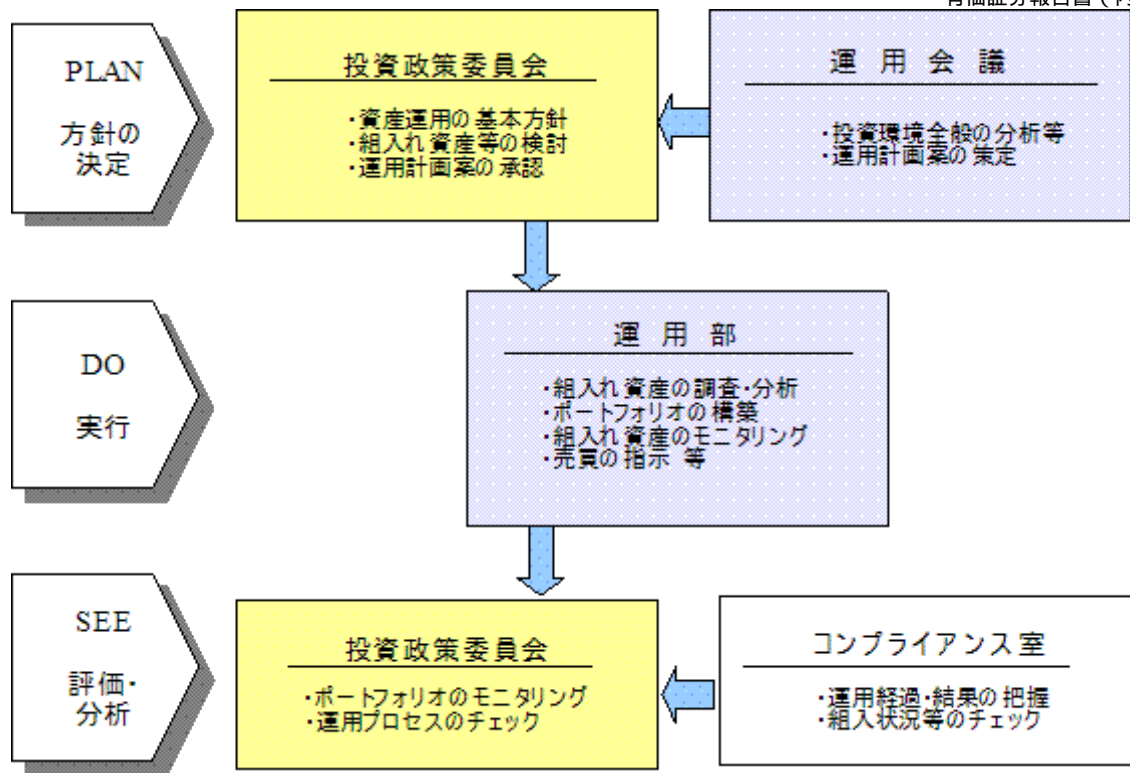 PLAN
方針の
決定
投資政策委員会
・資産運用の基本方針
・組入れ資産等の検討
・運用計画案の承認
運用会議
・投資環境全般の分析等
・運用計画案の策定
DO
実行
運用部
・組入れ資産の調査・分析
・ポートフォリオの構築
・組入れ資産のモニタリング
・売買の指示 等
SEE
評価・
分析
投資政策委員会
・ポートフォリオのモニタリング
・運用プロセスのチェック
コンプライアンス室
・運用経過・結果の把握
・組入状況等のチェック